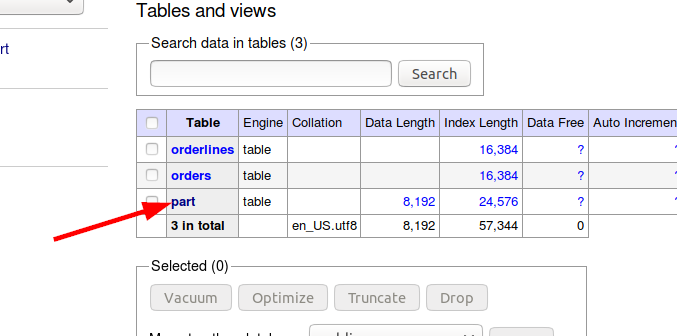 Tables and views
Search data in tables (3)
rt
Search
Table Engine Collation Data Length Index Length Data Free Auto Incremen
orderlines table 16,384 ?
orders table 16,384 ?
part table 8,192 24,576 ?
3 in total en_US.utf8 8,192 57,344 0
Selected (0)
Vacuum Optimize Truncate Drop